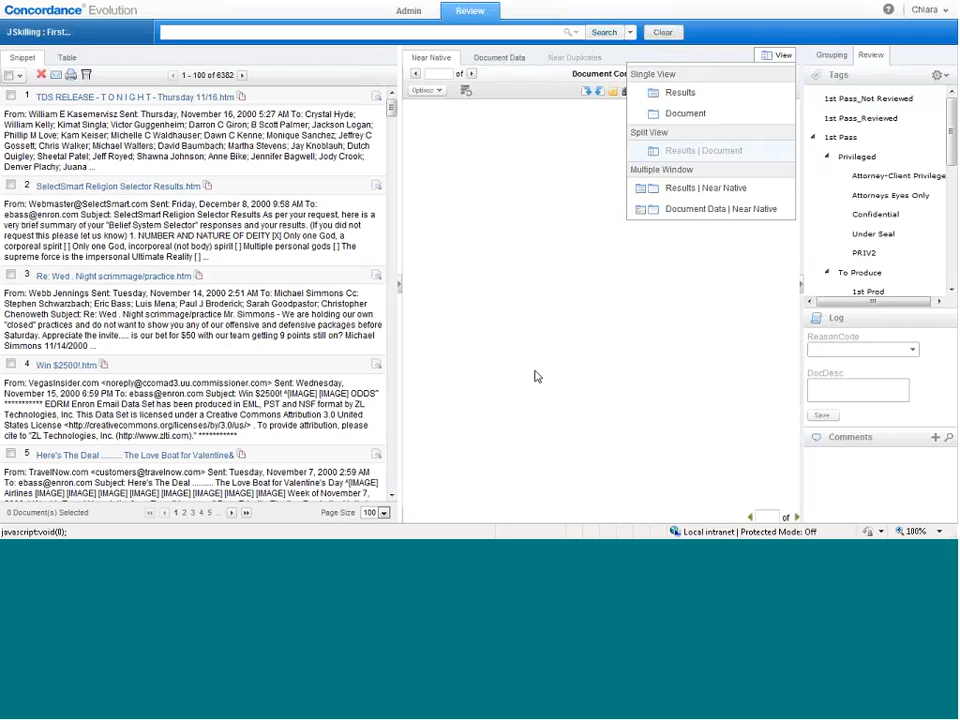 Concordance® Evolution
Admin
Review
Chiara
J Skilling : First...
Search
Clear
Snippet
Table
Near Native
Document Data
Near Duplicates
View
Grouping
Review
1 - 100 of 6382
of
Document Co
Single View
Tags
Options
Results
Document
Split View
Results | Document
Multiple Window
Results | Near Native
Document Data | Near Native
1 TDS RELEASE - T O N I G H T - Thursday 11/16.htm
From: William E Kasemervisz Sent: Thursday, November 16, 2000 To: Crystal Hyde;
William Kelly; Kimat Singla; Victor Guggenheim; Darron C Giron; B Scott Palmer; Jackson Logan;
Phillip M Love; Kam Keiser; Michelle C Waldhauser; Dawn C Kenne; Monique Sanchez; Jeffrey C
Gossett; Chris Walker; Michael Walters; David Baumbach; Martha Stevens; Jay Knoblauh; Dutch
Quigley; Sheetal Patel; Jeff Royed; Shawna Johnson; Anne Bike; Jennifer Bagwell; Jody Crook;
Denver Plachy; Juana ...
2 SelectSmart Religion Selector Results.htm
From: Webmaster@SelectSmart.com Sent: Friday, December 8, 2000 9:58 AM To:
ebass@enron.com Subject: SelectSmart Religion Selector Results As per your request, here is a
very brief summary of your "Belief System Selector" responses and your results. (If you did not
request this please let us know) 1. NUMBER AND NATURE OF DEITY [X] Only one God, a
corporeal spirit [ ] Only one God, incorporeal (not body) spirit [ ] Multiple personal gods [ ] The
supreme force is the impersonal Ultimate Reality [ ] ...
3 Re: Wed . Night scrimmage/practice.htm
From: Webb Jennings Sent: Tuesday, November 14, 2000 2:51 AM To: Michael Simmons Cc:
Stephen Schwarzbach; Eric Bass; Luis Mena; Paul J Broderick; Sarah Goodpastor; Christopher
Chenoweth Subject: Re: Wed . Night scrimmage/practice Mr. Simmons - We are holding our own
"closed" practices and do not want to show you any of our offensive and defensive packages before
Saturday. Appreciate the invite..... is our bet for $50 with our team getting 9 points still on? Michael
Simmons 11/14/2000 ...
4 Win $2500!.htm
From: VegasInsider.com <noreply@ccomad3.uu.commissioner.com> Sent: Wednesday,
November 15, 2000 6:59 PM To: ebass@enron.com Subject: Win $2500! ^[IMAGE] [IMAGE] ODDS"
*********** EDRM Enron Email Data Set has been produced in EML, PST and NSF format by ZL
Technologies, Inc. This Data Set is licensed under a Creative Commons Attribution 3.0 United
States License <http://creativecommons.org/licenses/by/3.0/us/> . To provide attribution, please
cite to "ZL Technologies, Inc. (http://www.zlti.com)." ***********
5 Here's The Deal .......... The Love Boat for Valentine&
From: TravelNow.com <customers@travelnow.com> Sent: Tuesday, November 7, 2000 2:59 AM
To: ebass@enron.com Subject: Here's The Deal .......... The Love Boat for Valentine's Day ^[IMAGE]
Airlines [IMAGE] [IMAGE] [IMAGE] [IMAGE] [IMAGE] [IMAGE] [IMAGE] Week of November 7,
0 Document(s) Selected
1 2 3 4 5 ...
Page Size
100
1st Pass_Not Reviewed
1st Pass_Reviewed
1st Pass
Privileged
Attorney-Client Privilege
Attorneys Eyes Only
Confidential
Under Seal
PRIV2
To Produce
1st Prod
Log
ReasonCode
DocDesc
Save
Comments
of
javascript:void(0);
Local intranet | Protected Mode: Off
100%